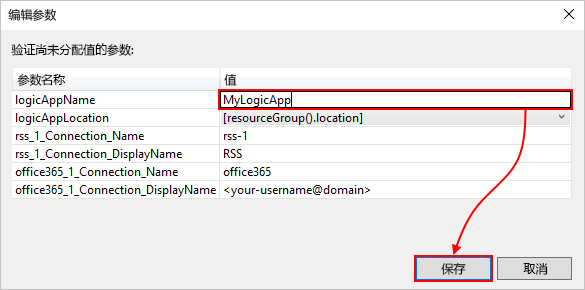 编辑参数
验证尚未分配值的参数:
参数名称 值
logicAppName MyLogicApp
logicAppLocation [resourceGroup().location]
rss_1_Connection_Name rss-1
rss_1_Connection_DisplayName RSS
office365_1_Connection_Name office365
office365_1_Connection_DisplayName <your-username@domain>
保存 取消